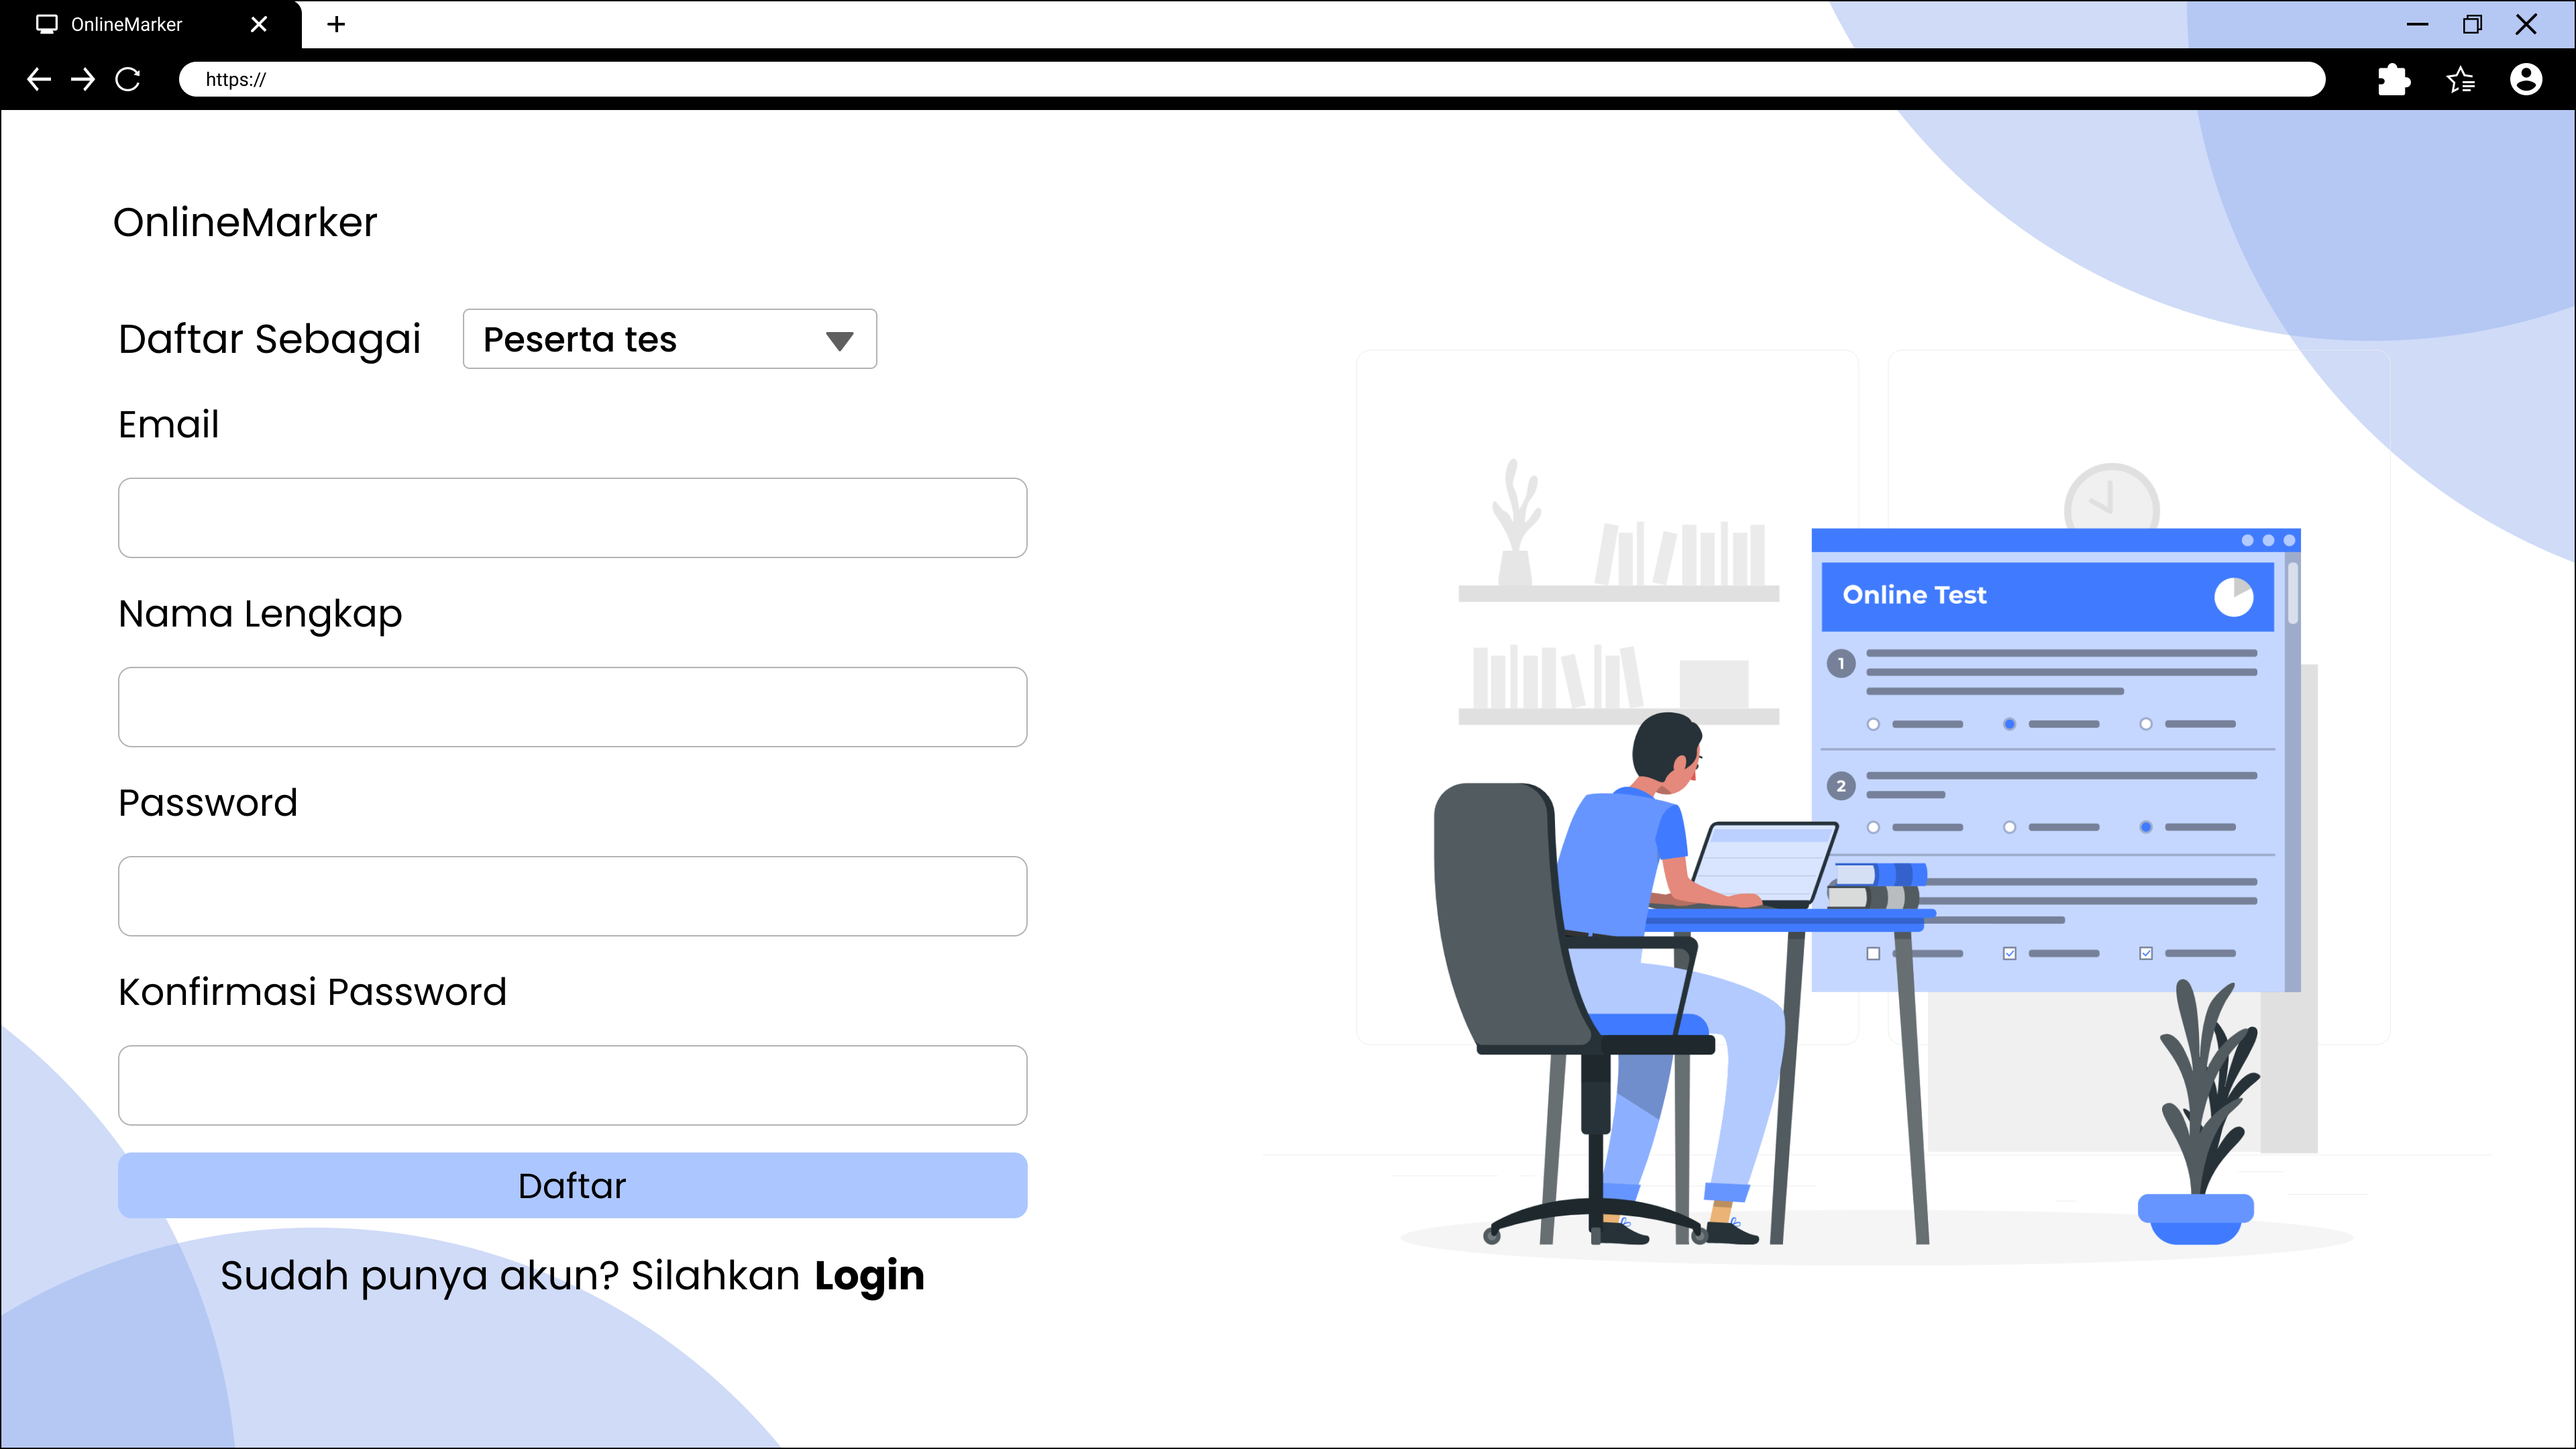 OnlineMarker
https://
OnlineMarker
Daftar Sebagai
Peserta tes
Email
Nama Lengkap
Password
Konfirmasi Password
Daftar
Sudah punya akun? Silahkan Login
Online Test
1
2